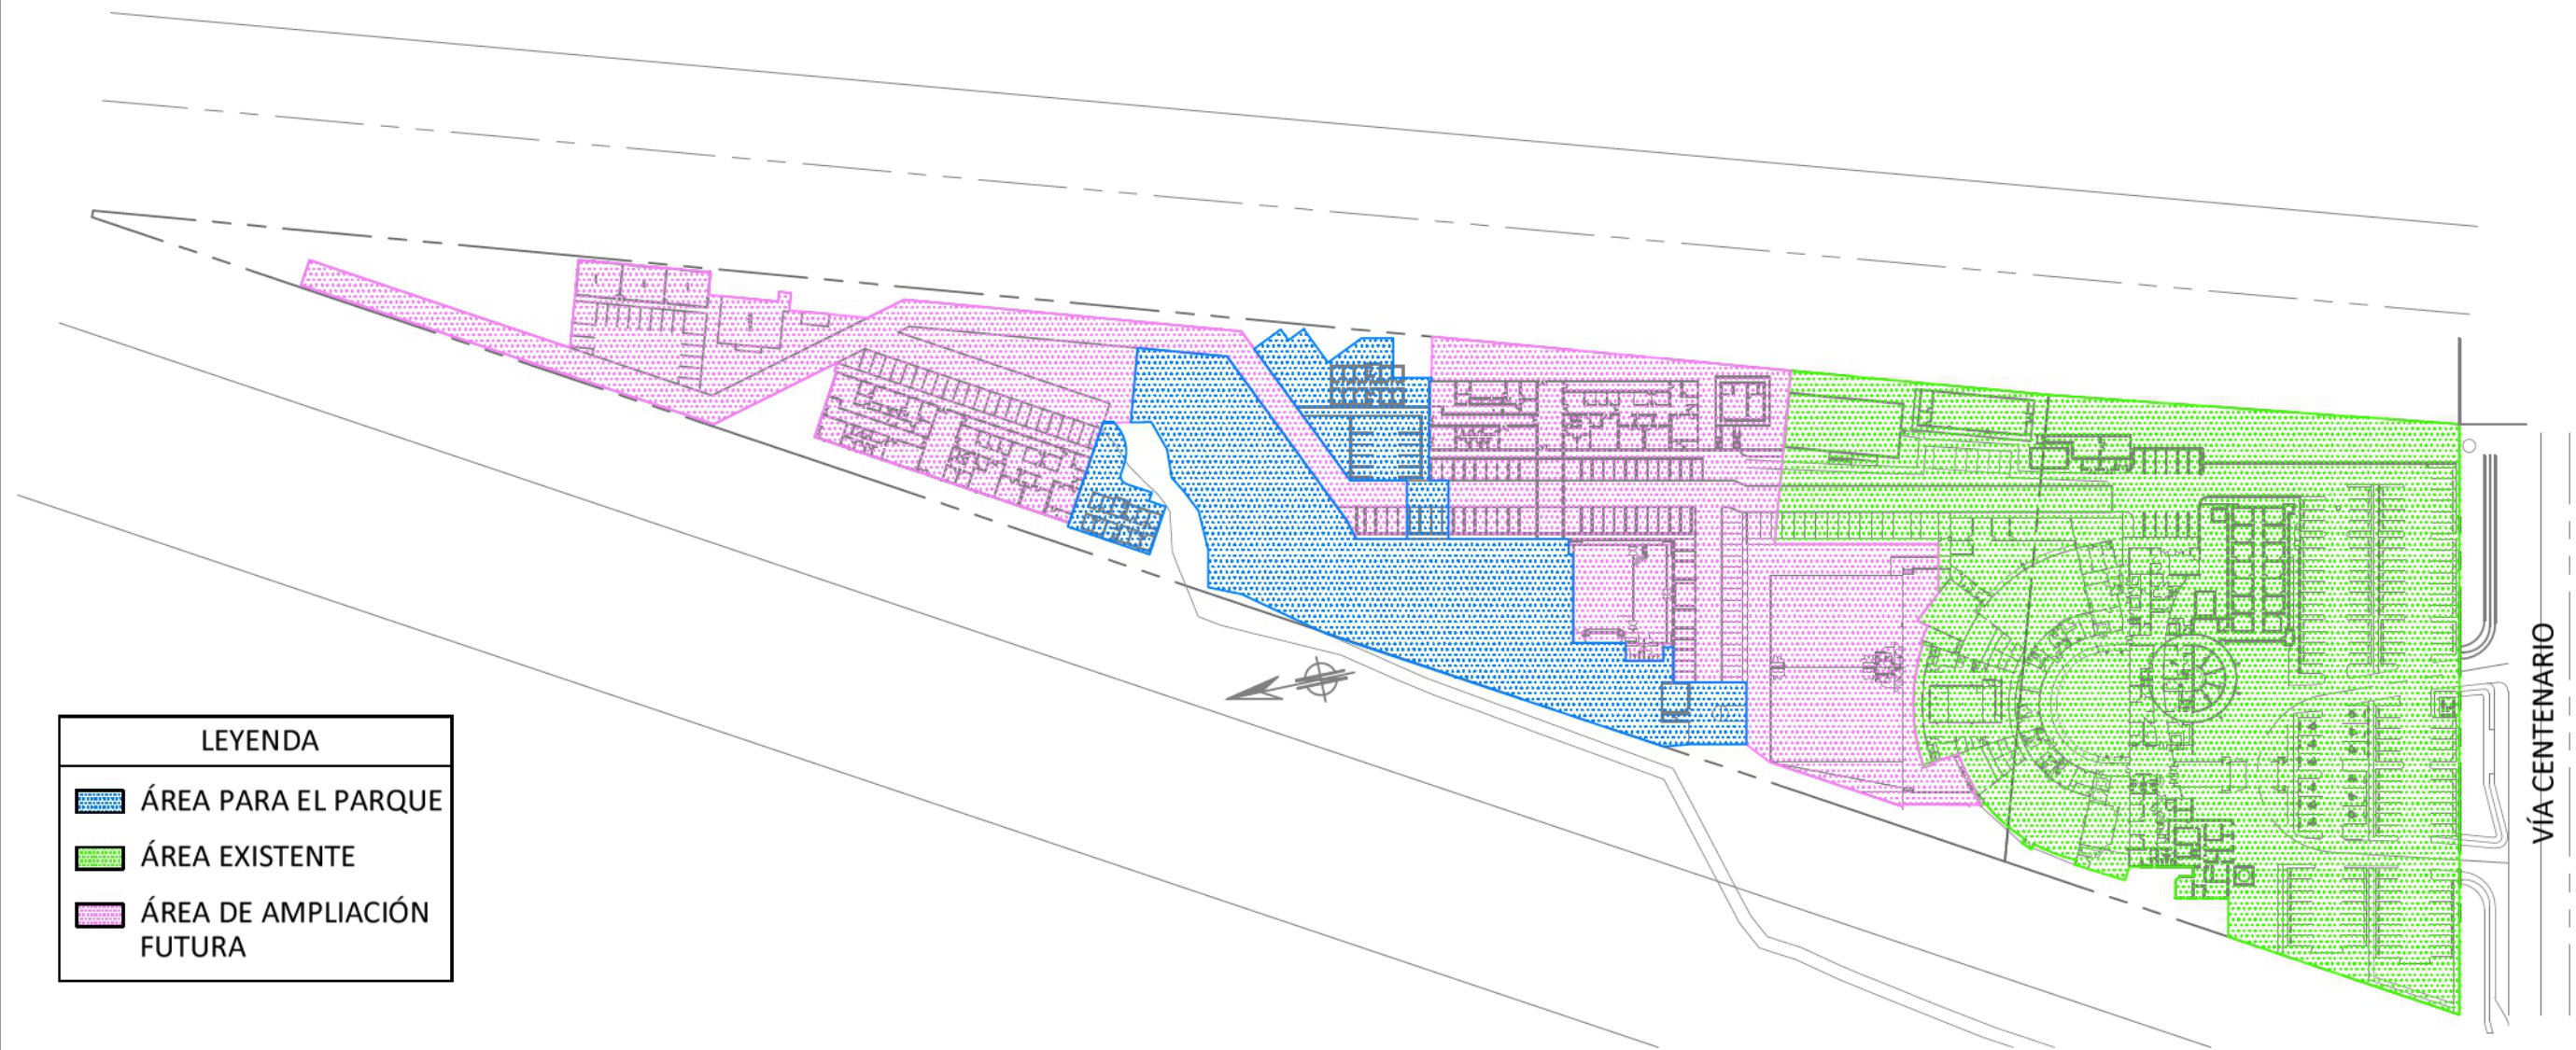 LEYENDA
ÁREA PARA EL PARQUE
ÁREA EXISTENTE
ÁREA DE AMPLIACIÓN
FUTURA
VÍA CENTENARIO